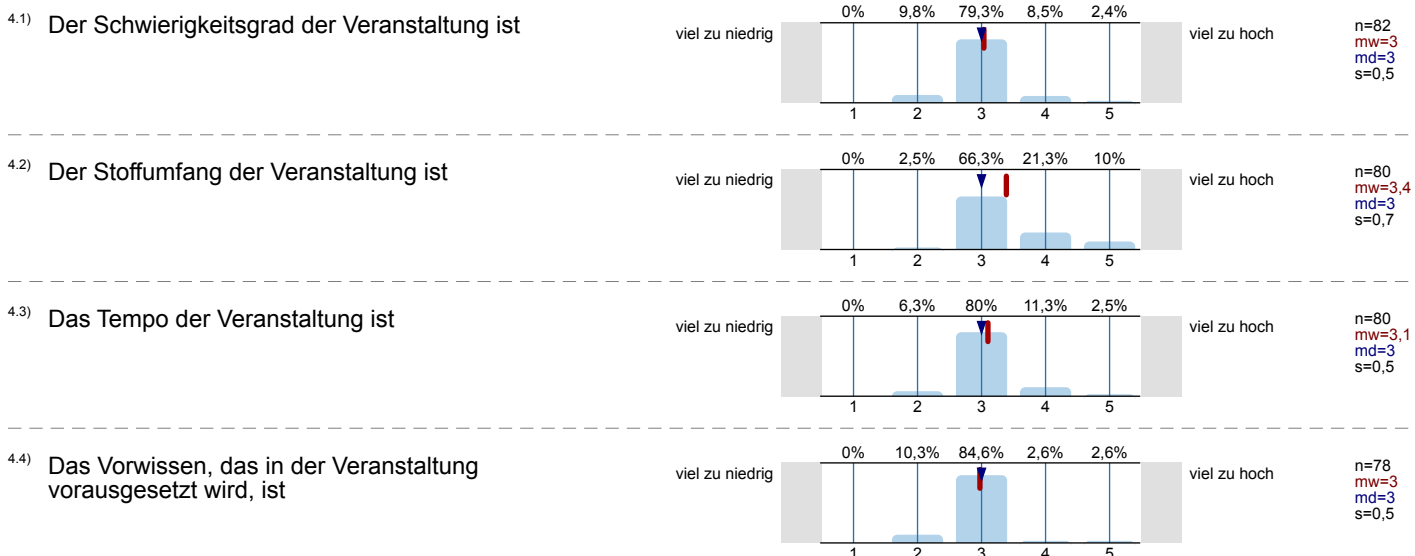 4.1) Der Schwierigkeitsgrad der Veranstaltung ist
0% 9,8% 79,3% 8,5% 2,4%
viel zu niedrig viel zu hoch
n=82
mw=3
md=3
s=0,5
1 2 3 4 5
4.2) Der Stoffumfang der Veranstaltung ist
0% 2,5% 66,3% 21,3% 10%
viel zu niedrig viel zu hoch
n=80
mw=3,4
md=3
s=0,7
1 2 3 4 5
4.3) Das Tempo der Veranstaltung ist
0% 6,3% 80% 11,3% 2,5%
viel zu niedrig viel zu hoch
n=80
mw=3,1
md=3
s=0,5
1 2 3 4 5
4.4) Das Vorwissen, das in der Veranstaltung
vorausgesetzt wird, ist
0% 10,3% 84,6% 2,6% 2,6%
viel zu niedrig viel zu hoch
n=78
mw=3
md=3
s=0,5
1 2 3 4 5